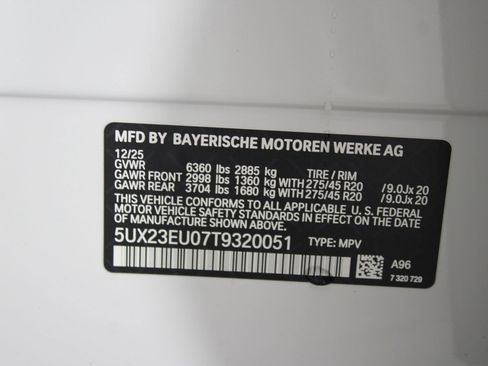 MFD BY BAYERISCHE MOTOREN WERKE AG
12/25
GVWR 6360 lbs 2885 kg TIRE / RIM
GAWR FRONT 2998 lbs 1360 kg WITH 275/45 R20 / 9.0Jx 20
GAWR REAR 3704 lbs 1680 kg WITH 275/45 R20 / 9.0Jx 20
THIS VEHICLE CONFORMS TO ALL APPLICABLE U.S. FEDERAL
MOTOR VEHICLE SAFETY STANDARDS IN EFFECT ON THE DATE
OF MANUFACTURE SHOWN ABOVE.
5UX23EU07T9320051 TYPE: MPV
A96
7 320 729